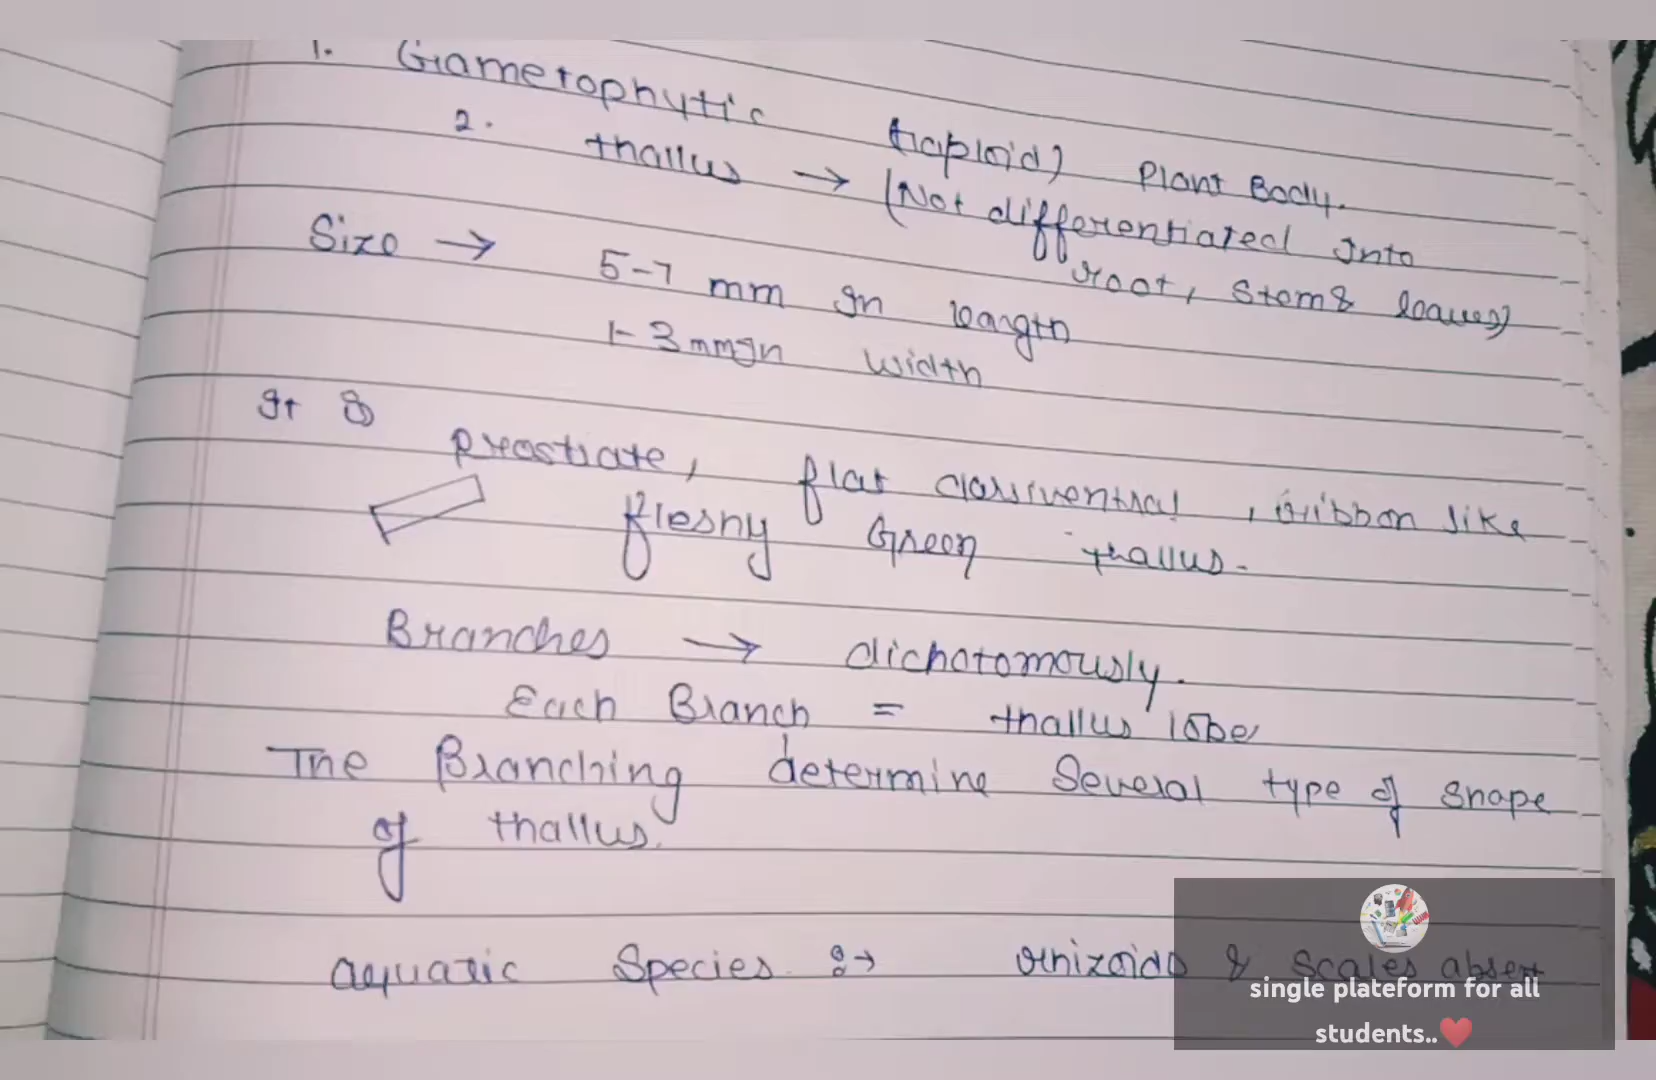 1. Gametophytic (haploid) Plant Body.
2. thallus → (Not differentiated Into
root, stem & leaves)
Size → 5-7 mm In length
1-3 mm In width
It is prostrate, flat dorsiventral, ribbon like
fleshy Green thallus.
Branches → dichotomously.
Each Branch = thallus lobe
The Branching determine Several type of shape
of thallus.
aquatic Species :→ rhizoids & scales absent
single plateform for all
students..❤️